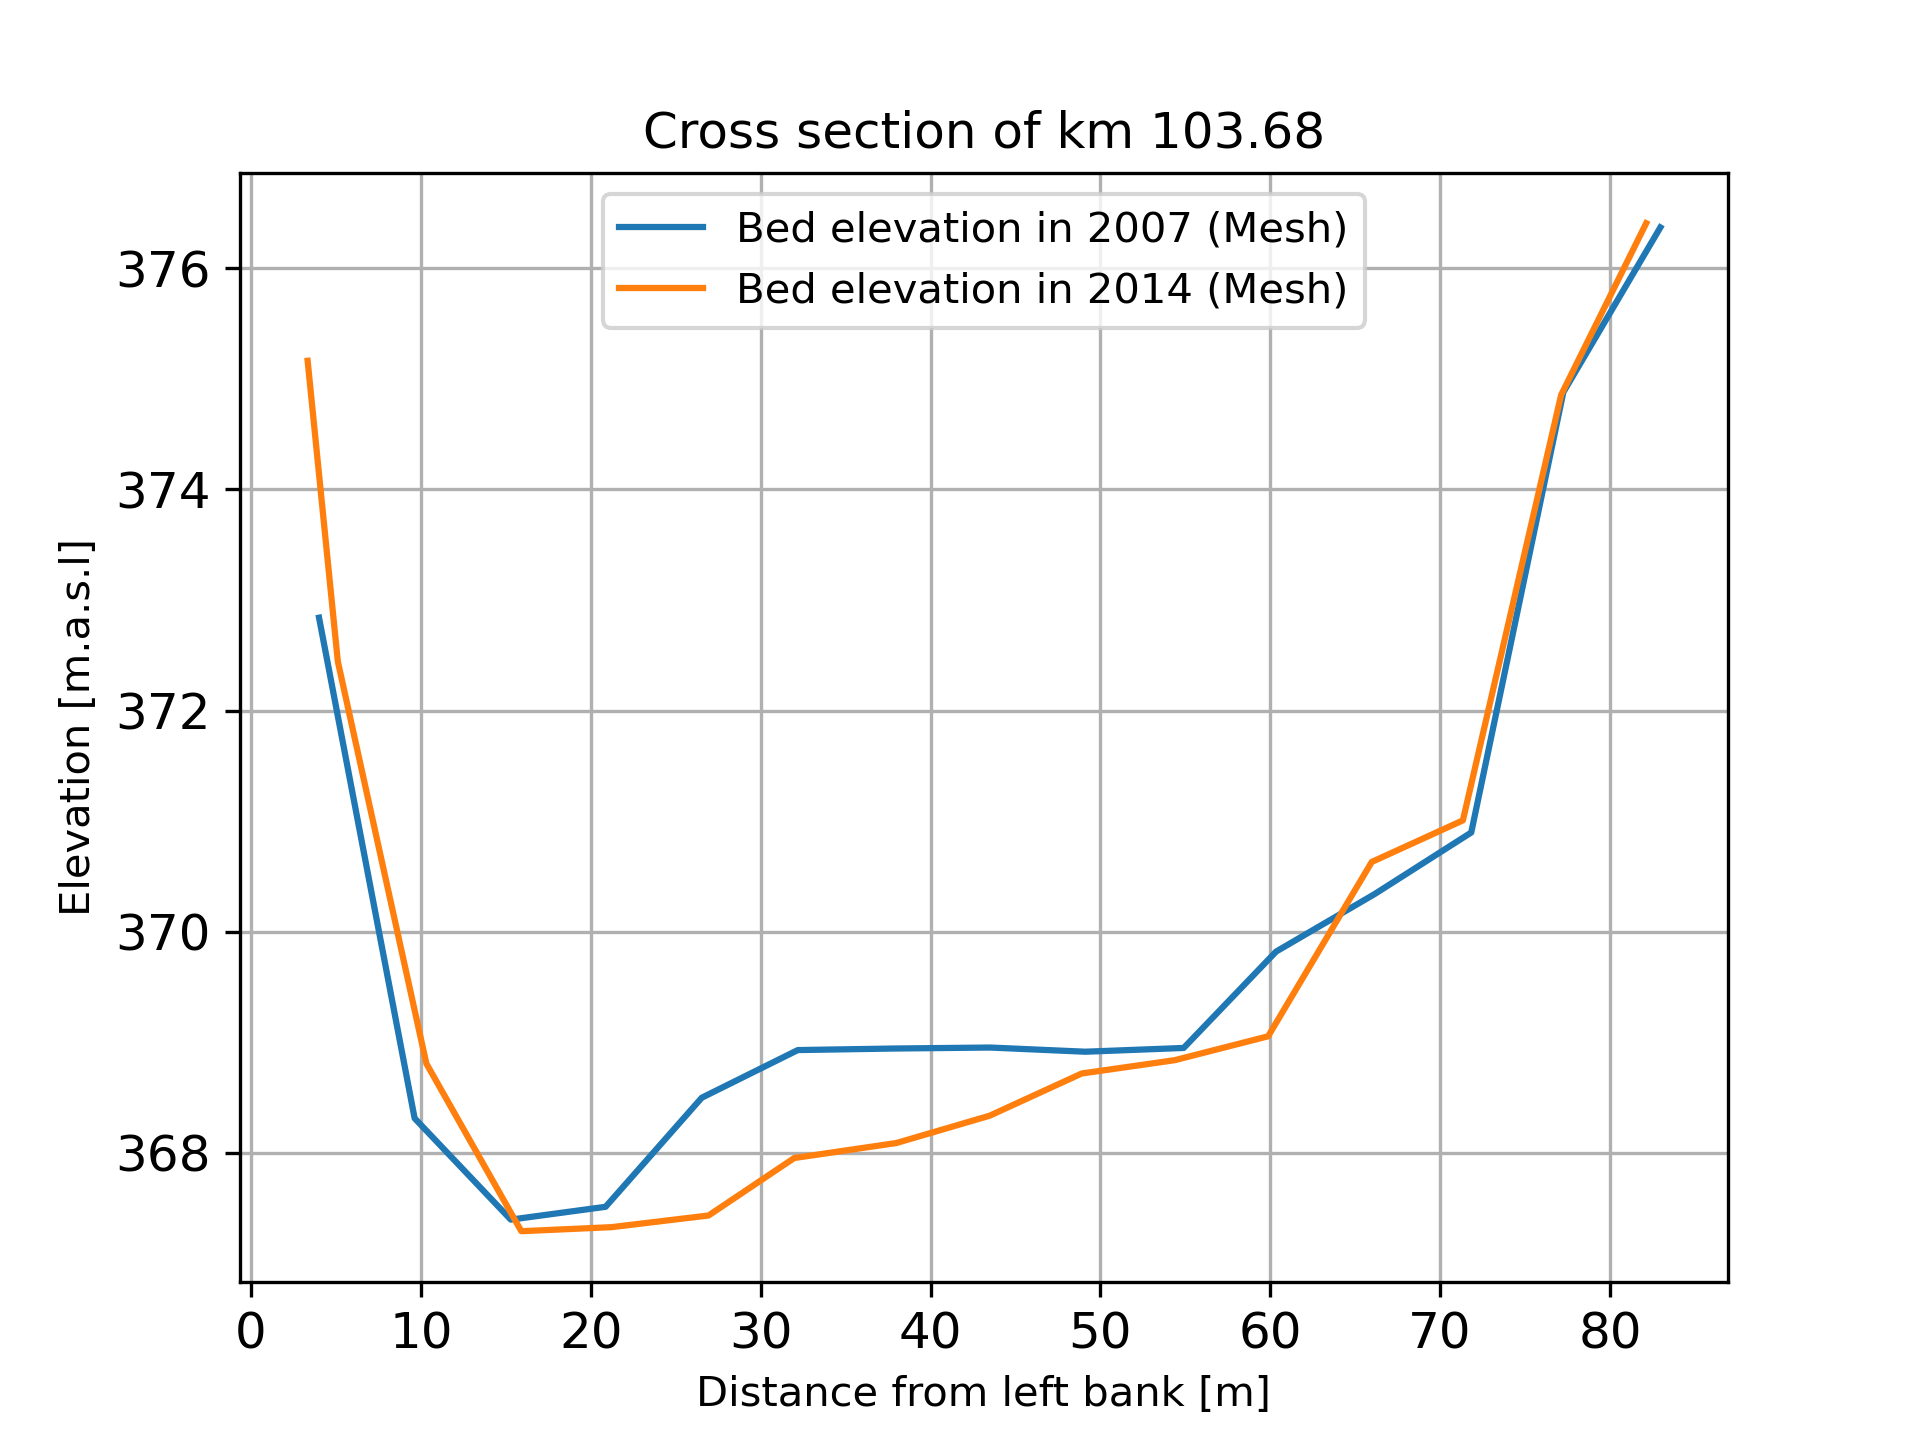 Cross section of km 103.68
Bed elevation in 2007 (Mesh)
Bed elevation in 2014 (Mesh)
Elevation [m.a.s.l]
376
374
372
370
368
0 10 20 30 40 50 60 70 80
Distance from left bank [m]